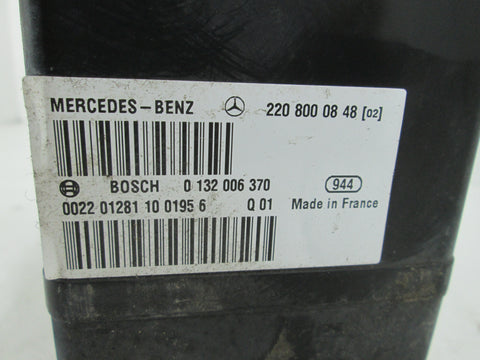 MERCEDES-BENZ 220 800 08 48 [02]
BOSCH 0 132 006 370 944
0022 01281 10 0195 6 Q 01 Made in France